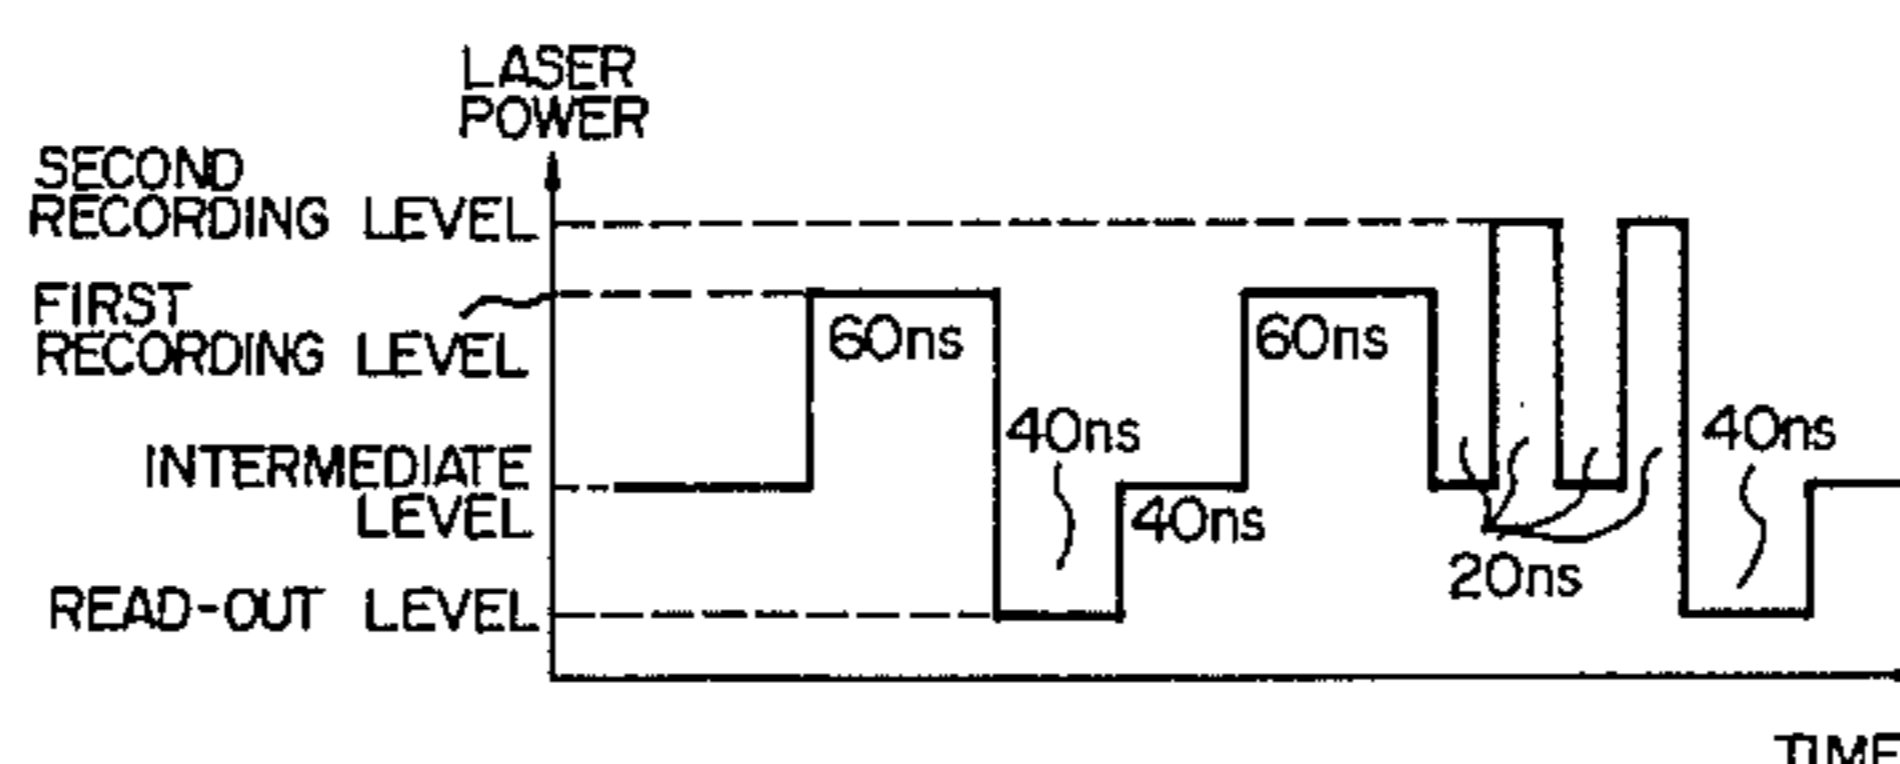 LASER
POWER
SECOND
RECORDING LEVEL
FIRST
RECORDING LEVEL
60ns
60ns
40ns
40ns
INTERMEDIATE
LEVEL
40ns
20ns
READ-OUT LEVEL
TIME